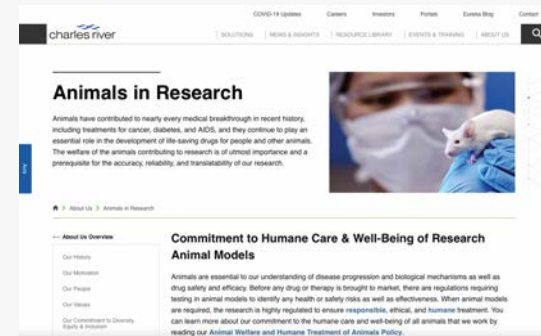 COVID-19 Updates Careers Investors Portals Eureka Blog Contact
charles river
SOLUTIONS NEWS & INSIGHTS RESOURCE LIBRARY EVENTS & TRAINING ABOUT US
Animals in Research
Animals have contributed to nearly every medical breakthrough in recent history,
including treatments for cancer, diabetes, and AIDS, and they continue to play an
essential role in the development of life-saving drugs for people and other animals.
The welfare of the animals contributing to research is of utmost importance and a
prerequisite for the accuracy, reliability, and translatability of our research.
About Us > Animals in Research
← About Us Overview
Our History
Our Motivation
Our People
Our Values
Our Commitment to Diversity,
Equity & Inclusion
Commitment to Humane Care & Well-Being of Research
Animal Models
Animals are essential to our understanding of disease progression and biological mechanisms as well as
drug safety and efficacy. Before any drug or therapy is brought to market, there are regulations requiring
testing in animal models to identify any health or safety risks as well as effectiveness. When animal models
are required, the research is highly regulated to ensure responsible, ethical, and humane treatment. You
can learn more about our commitment to the humane care and well-being of all animals that we work by
reading our Animal Welfare and Humane Treatment of Animals Policy.